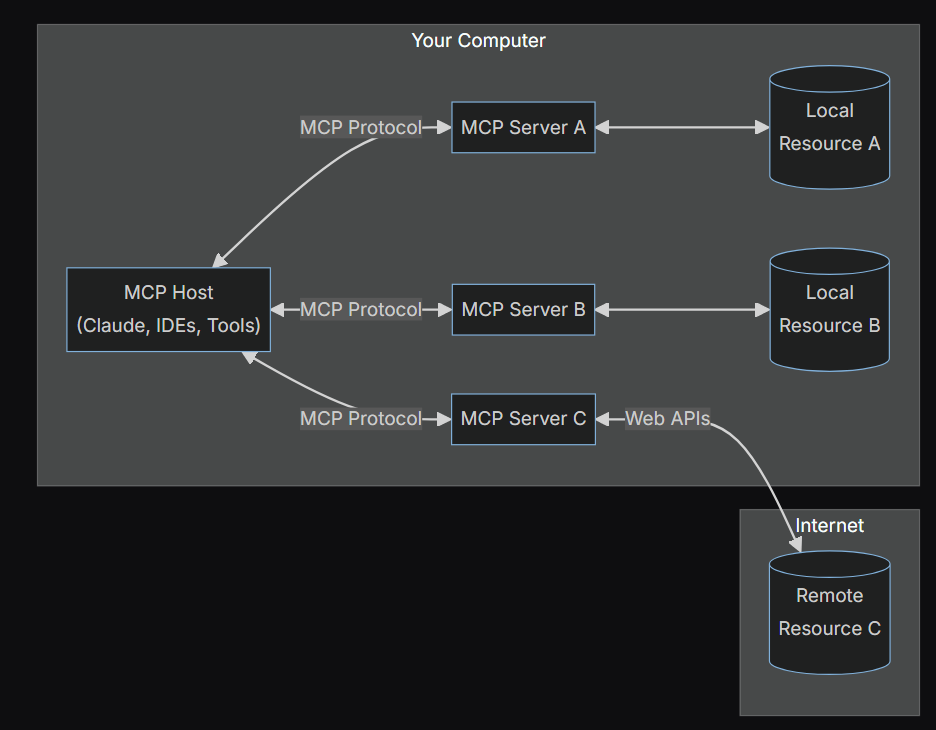 Your Computer
MCP Protocol
MCP Server A
Local
Resource A
MCP Host
(Claude, IDEs, Tools)
MCP Protocol
MCP Server B
Local
Resource B
MCP Protocol
MCP Server C
Web APIs
Internet
Remote
Resource C